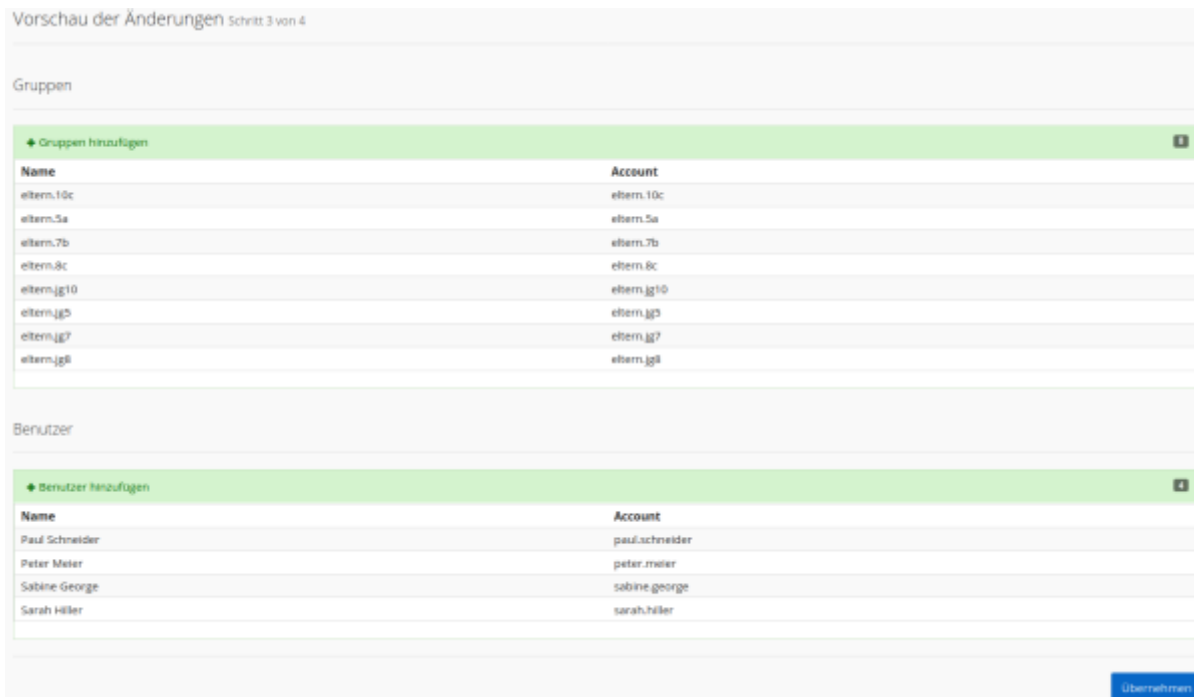 Vorschau der Änderungen Schritt 3 von 4
Gruppen
Gruppen hinzufügen 8
Name Account
eltern.10c eltern.10c
eltern.5a eltern.5a
eltern.7b eltern.7b
eltern.8c eltern.8c
eltern.jg10 eltern.jg10
eltern.jg5 eltern.jg5
eltern.jg7 eltern.jg7
eltern.jg8 eltern.jg8
Benutzer
Benutzer hinzufügen 4
Name Account
Paul Schneider paul.schneider
Peter Meier peter.meier
Sabine George sabine.george
Sarah Hiller sarah.hiller
Übernehmen